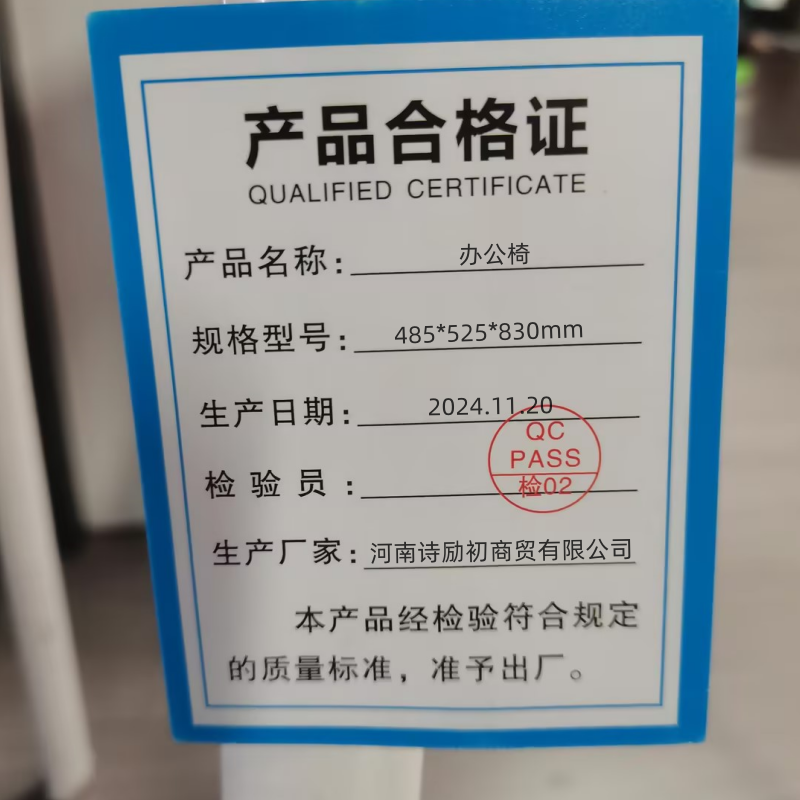 产品合格证
QUALIFIED CERTIFICATE
产品名称：办公椅
规格型号：485*525*830mm
生产日期：2024.11.20
QC
PASS
检验员：检02
生产厂家：河南诗励初商贸有限公司
本产品经检验符合规定
的质量标准，准予出厂。